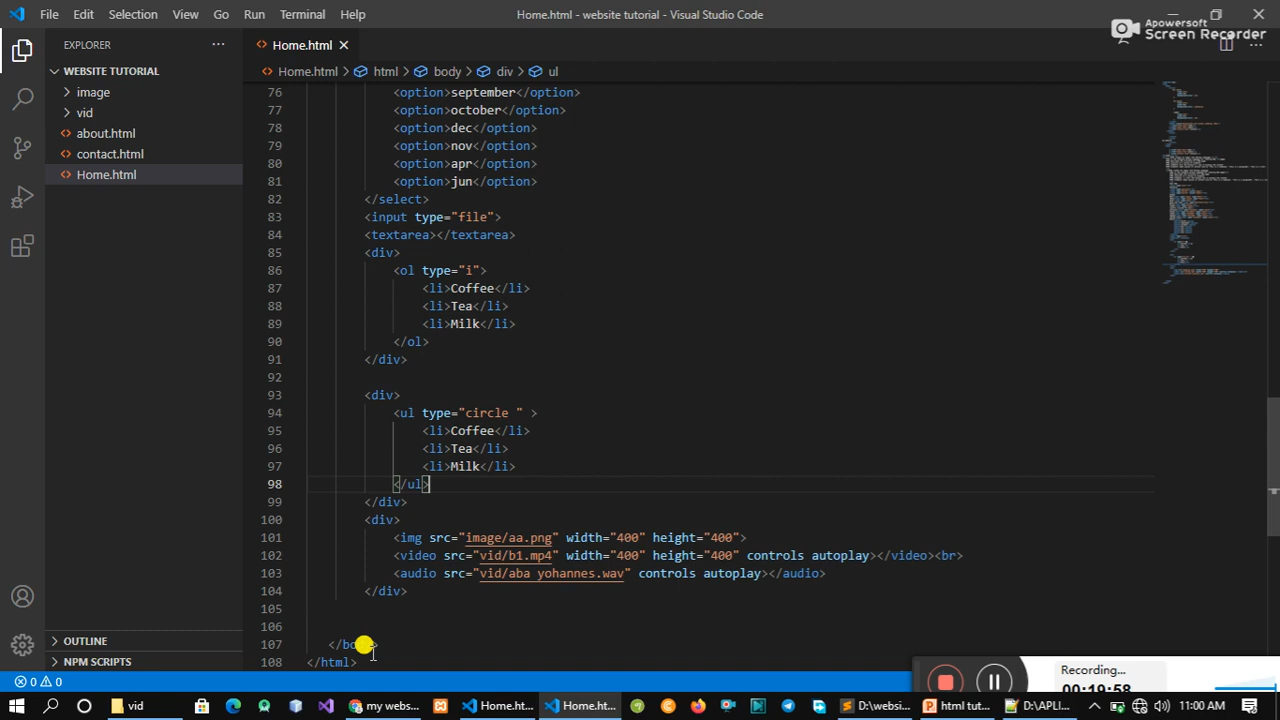 File Edit Selection View Go Run Terminal Help
Home.html - website tutorial - Visual Studio Code
Apowersoft
Screen Recorder
EXPLORER
Home.html
WEBSITE TUTORIAL
image
vid
about.html
contact.html
Home.html
Home.html > html > body > div > ul
76 <option>september</option>
77 <option>october</option>
78 <option>dec</option>
79 <option>nov</option>
80 <option>apr</option>
81 <option>jun</option>
82 </select>
83 <input type="file">
84 <textarea></textarea>
85 <div>
86 <ol type="i">
87 <li>Coffee</li>
88 <li>Tea</li>
89 <li>Milk</li>
90 </ol>
91 </div>
92
93 <div>
94 <ul type="circle " >
95 <li>Coffee</li>
96 <li>Tea</li>
97 <li>Milk</li>
98 </ul>
99 </div>
100 <div>
101 <img src="image/aa.png" width="400" height="400">
102 <video src="vid/b1.mp4" width="400" height="400" controls autoplay></video><br>
103 <audio src="vid/aba yohannes.wav" controls autoplay></audio>
104 </div>
105
106
107
108 </html>
OUTLINE
NPM SCRIPTS
0 0
Recording...
00:19:58
vid
my webs...
Home.ht...
Home.ht...
D:\websi...
html tut...
D:\APLI...
11:00 AM